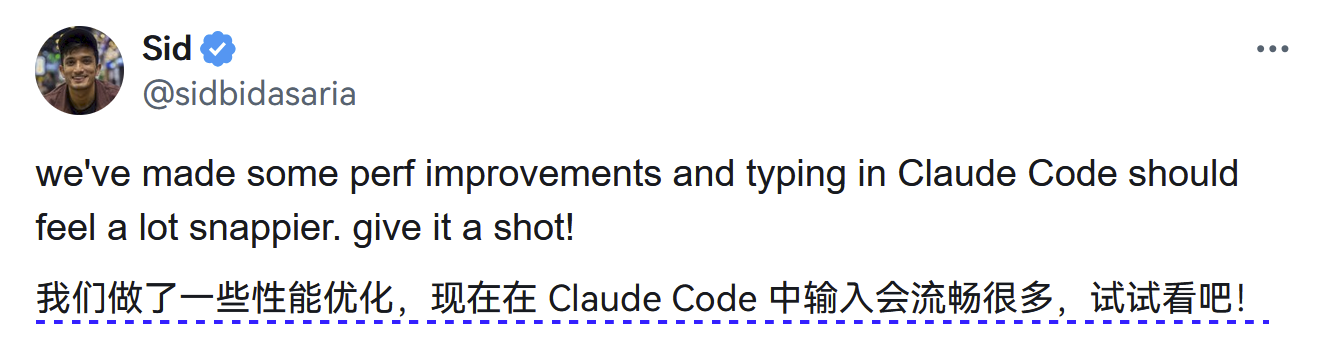 Sid
@sidbidasaria
we've made some perf improvements and typing in Claude Code should
feel a lot snappier. give it a shot!
我们做了一些性能优化，现在在 Claude Code 中输入会流畅很多，试试看吧！